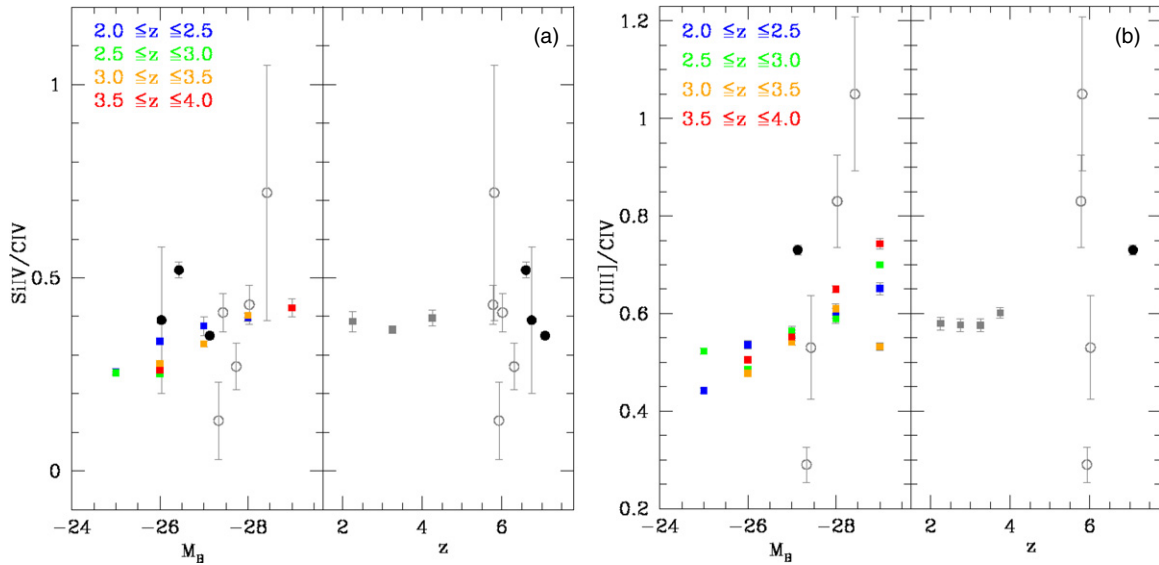 (a)
2.0 ≦z ≦2.5
2.5 ≦z ≦3.0
3.0 ≦z ≦3.5
3.5 ≦z ≦4.0
SiIV/CIV
1
0.5
0
−24 −26 −28 2 4 6
M_B z
(b)
2.0 ≦z ≦2.5
2.5 ≦z ≦3.0
3.0 ≦z ≦3.5
3.5 ≦z ≦4.0
CIII]/CIV
1.2
1
0.8
0.6
0.4
0.2
−24 −26 −28 2 4 6
M_B z